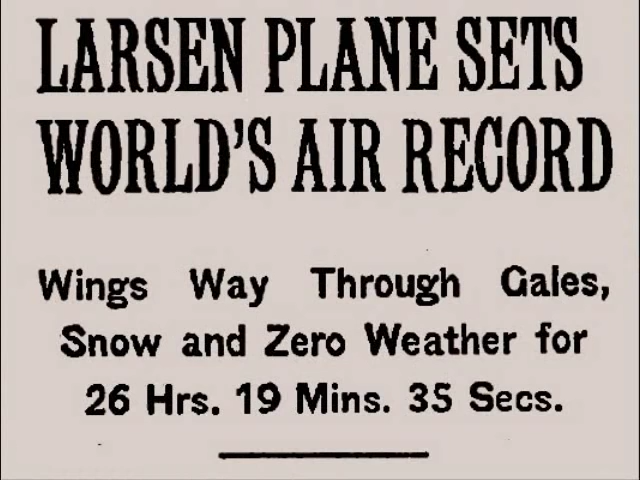 LARSEN PLANE SETS
WORLD'S AIR RECORD
Wings Way Through Gales,
Snow and Zero Weather for
26 Hrs. 19 Mins. 35 Secs.